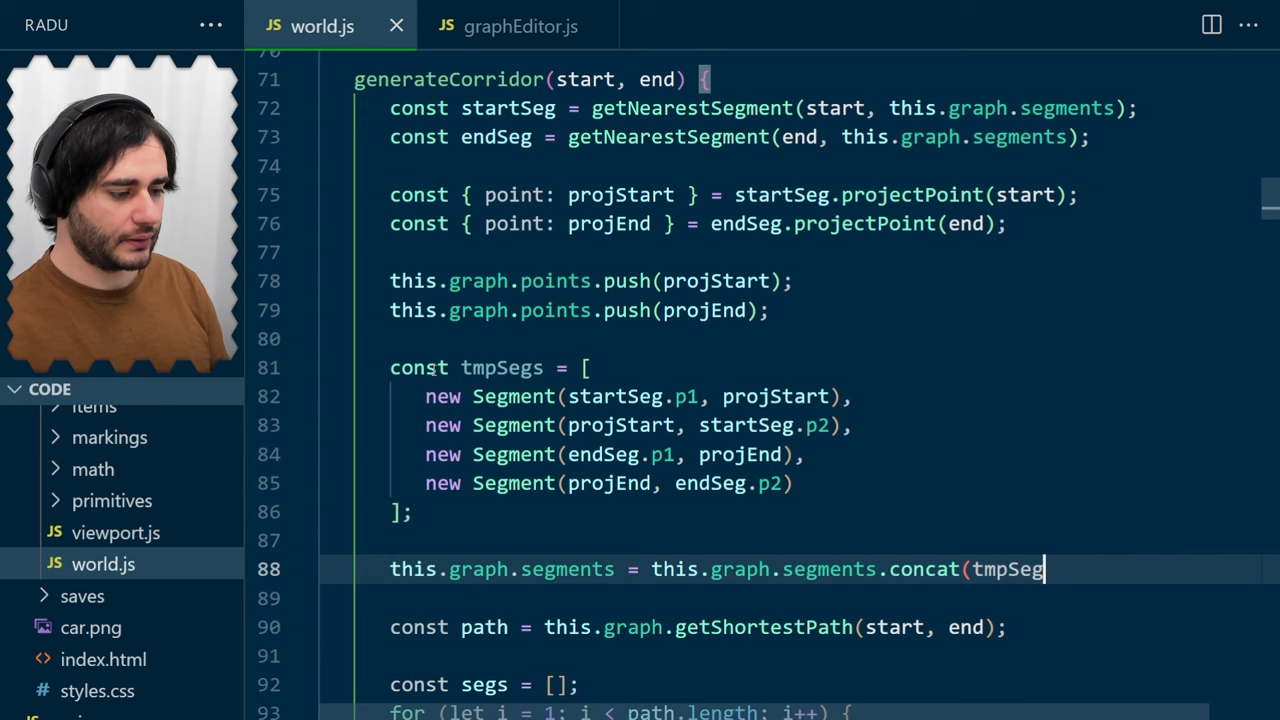 RADU
JS world.js
JS graphEditor.js
CODE
items
markings
math
primitives
JS viewport.js
JS world.js
saves
car.png
index.html
styles.css
70
71 generateCorridor(start, end) {
72 const startSeg = getNearestSegment(start, this.graph.segments);
73 const endSeg = getNearestSegment(end, this.graph.segments);
74
75 const { point: projStart } = startSeg.projectPoint(start);
76 const { point: projEnd } = endSeg.projectPoint(end);
77
78 this.graph.points.push(projStart);
79 this.graph.points.push(projEnd);
80
81 const tmpSegs = [
82 new Segment(startSeg.p1, projStart),
83 new Segment(projStart, startSeg.p2),
84 new Segment(endSeg.p1, projEnd),
85 new Segment(projEnd, endSeg.p2)
86 ];
87
88 this.graph.segments = this.graph.segments.concat(tmpSeg
89
90 const path = this.graph.getShortestPath(start, end);
91
92 const segs = [];
93 for (let i = 1; i < path.length; i++) {